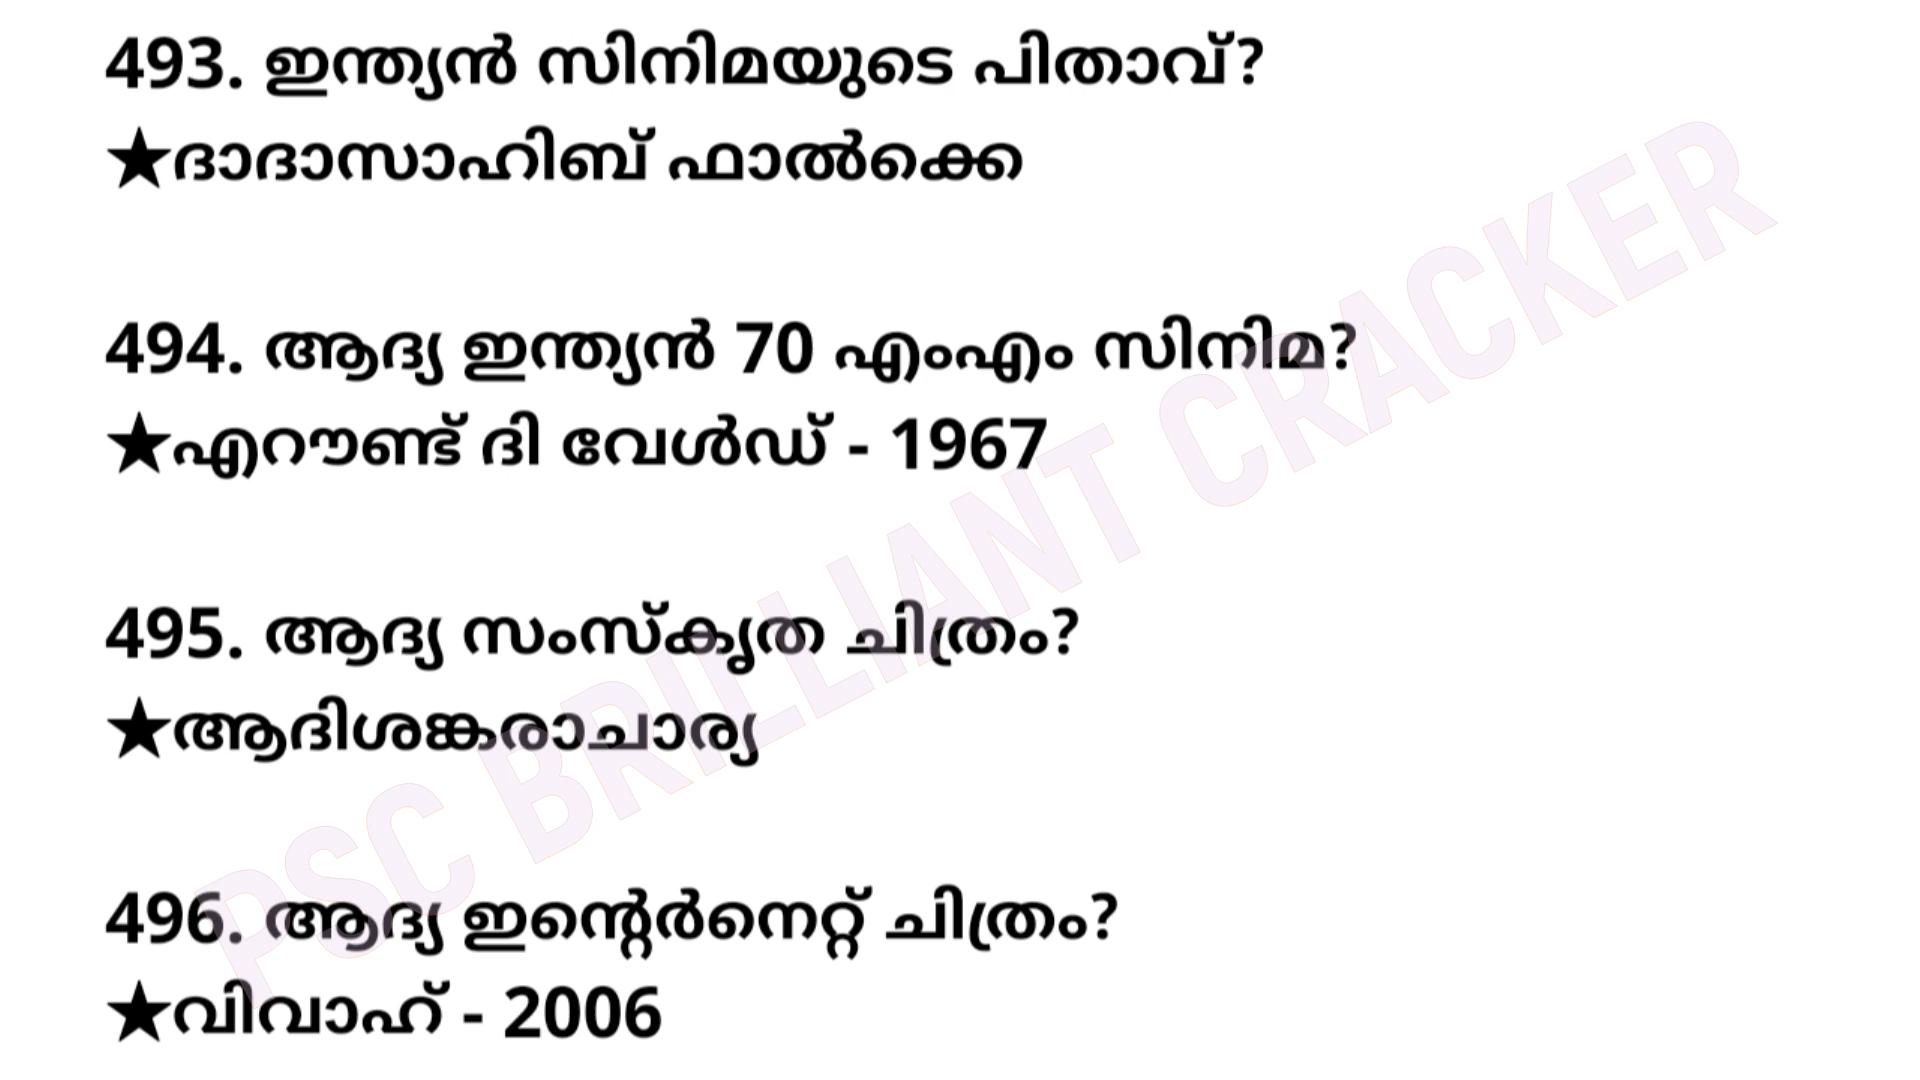 493. ഇന്ത്യൻ സിനിമയുടെ പിതാവ്?
★ദാദാസാഹിബ് ഫാൽക്കെ
494. ആദ്യ ഇന്ത്യൻ 70 എംഎം സിനിമ?
★എറൗണ്ട് ദി വേൾഡ് - 1967
495. ആദ്യ സംസ്കൃത ചിത്രം?
★ആദിശങ്കരാചാര്യ
496. ആദ്യ ഇന്റെർനെറ്റ് ചിത്രം?
★വിവാഹ് - 2006
PSC BRILLIANT CRACKER